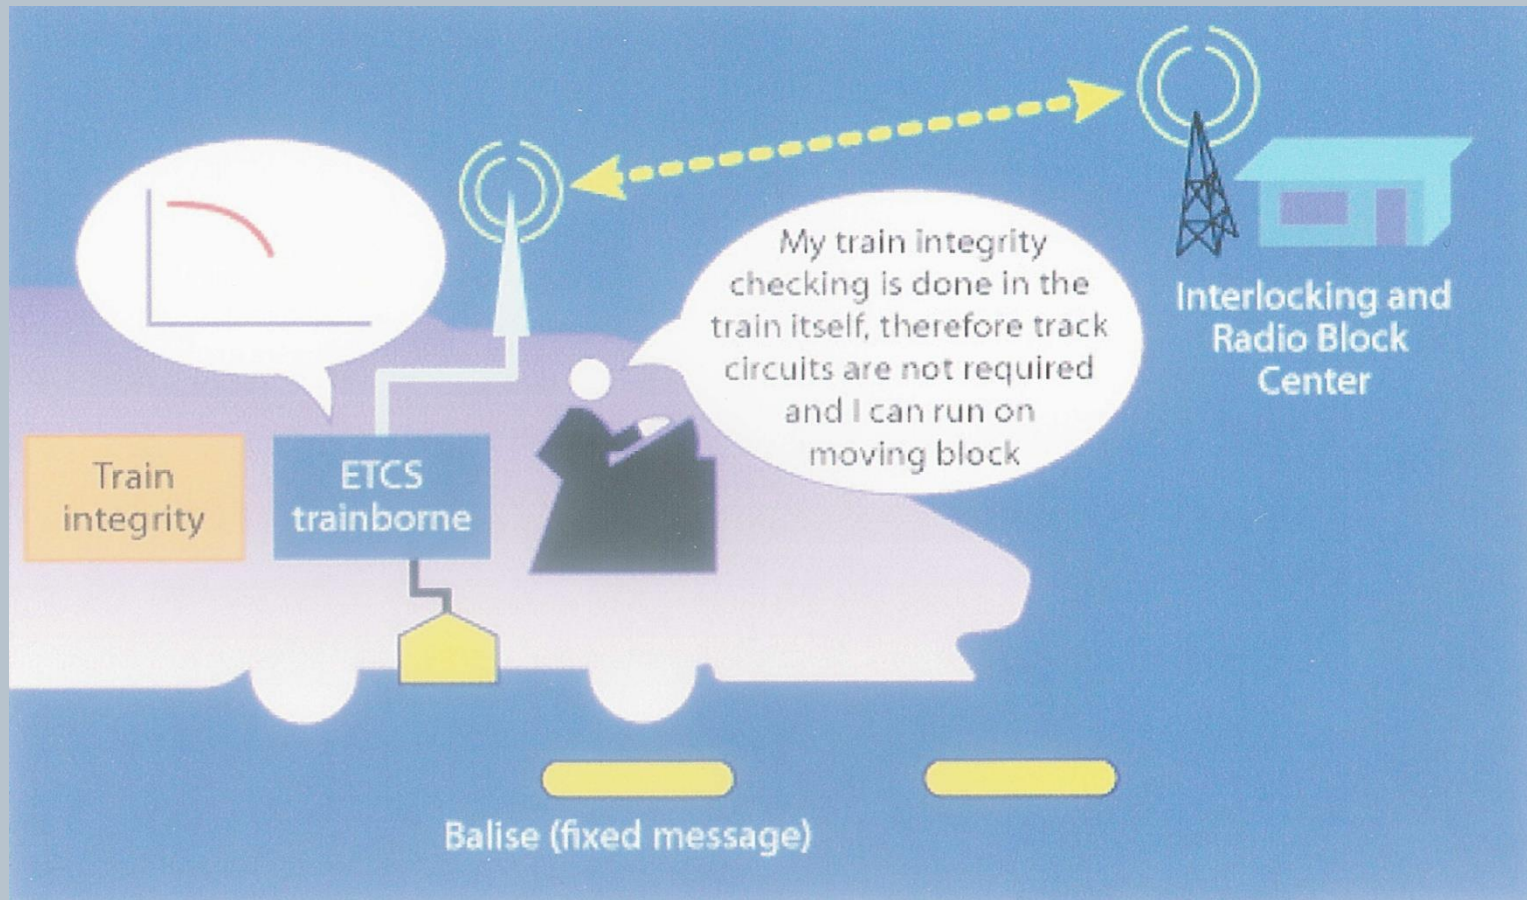 My train integrity
checking is done in the
train itself, therefore track
circuits are not required
and I can run on
moving block
Interlocking and
Radio Block
Center
Train
integrity
ETCS
trainborne
Balise (fixed message)